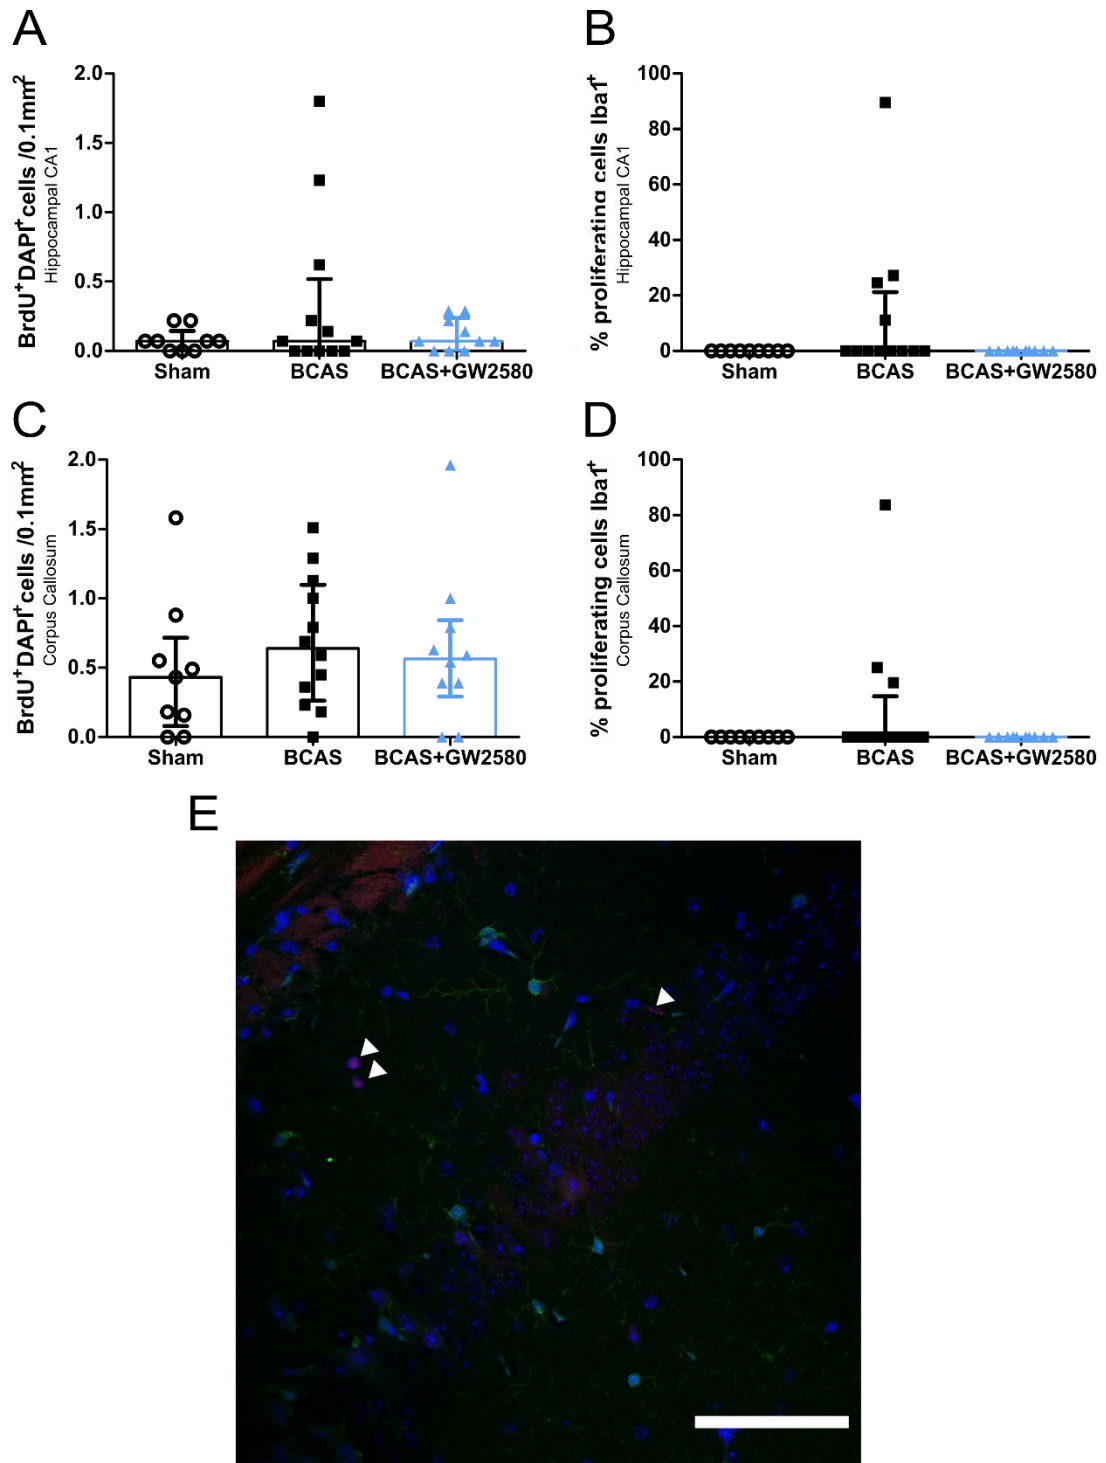 A
BrdU⁺DAPI⁺cells /0.1mm²
Hippocampal CA1
2.0
1.5
1.0
0.5
0.0
Sham BCAS BCAS+GW2580
B
% proliferating cells Iba1⁺
Hippocampal CA1
100
80
60
40
20
0
Sham BCAS BCAS+GW2580
C
BrdU⁺DAPI⁺cells /0.1mm²
Corpus Callosum
2.0
1.5
1.0
0.5
0.0
Sham BCAS BCAS+GW2580
D
% proliferating cells Iba1⁺
Corpus Callosum
100
80
60
40
20
0
Sham BCAS BCAS+GW2580
E